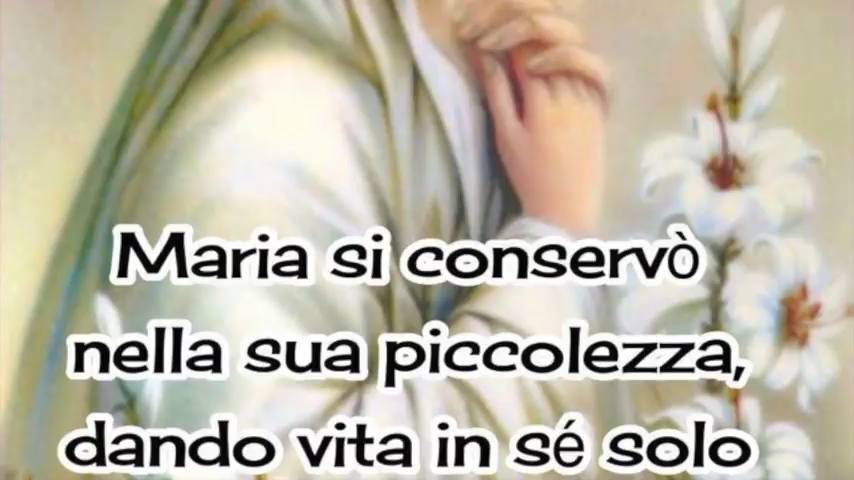 Maria si conservò
nella sua piccolezza,
dando vita in sé solo